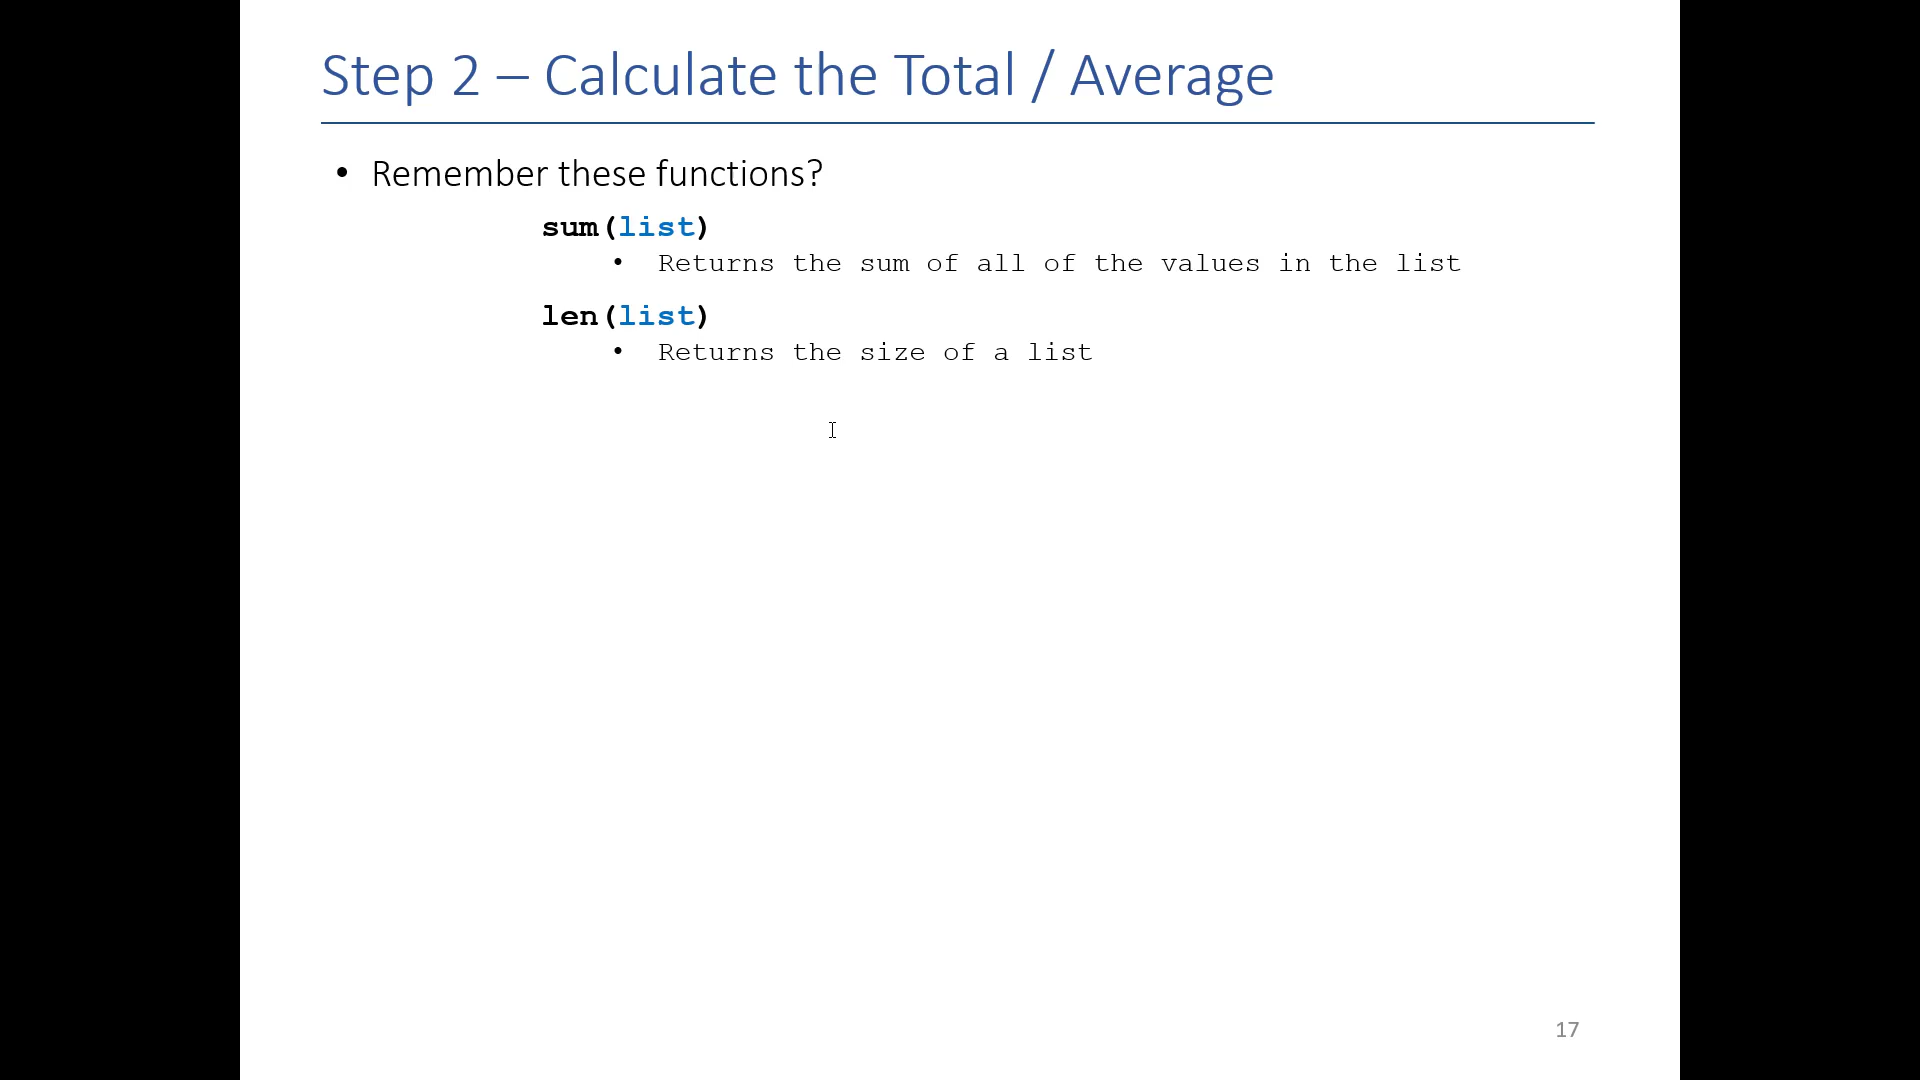 Step 2 – Calculate the Total / Average
• Remember these functions?
sum(list)
• Returns the sum of all of the values in the list
len(list)
• Returns the size of a list
17